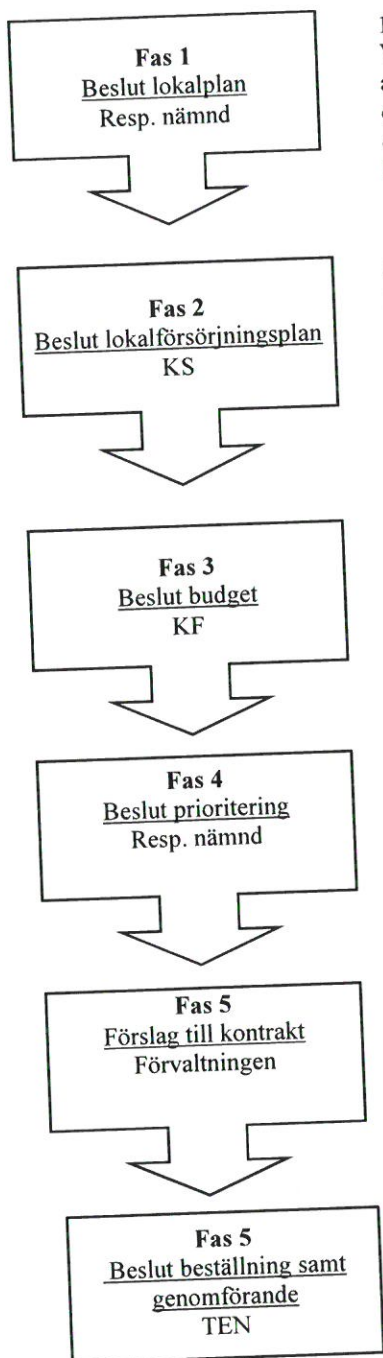 Fas 1
Beslut lokalplan
Resp. nämnd
Fas 2
Beslut lokalförsörjningsplan
KS
Fas 3
Beslut budget
KF
Fas 4
Beslut prioritering
Resp. nämnd
Fas 5
Förslag till kontrakt
Förvaltningen
Fas 5
Beslut beställning samt
genomförande
TEN